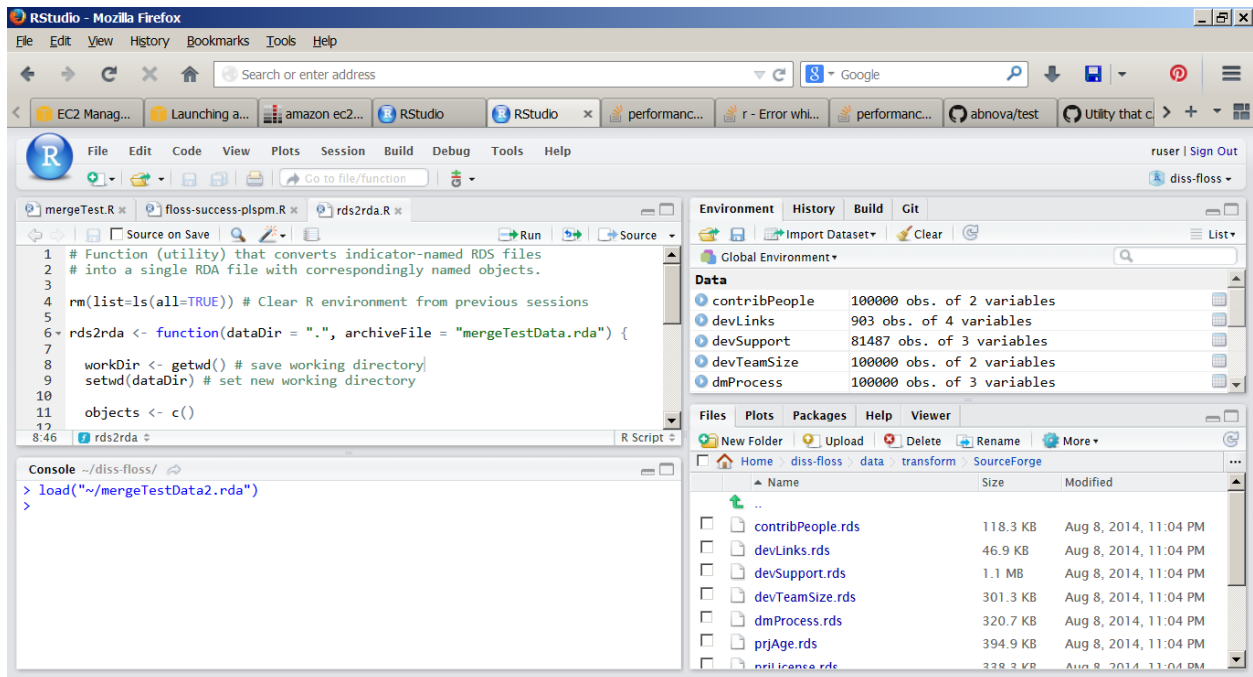 RStudio - Mozilla Firefox
File Edit View History Bookmarks Tools Help
Search or enter address
Google
EC2 Manag... Launching a... amazon ec2... RStudio RStudio performanc... r - Error whi... performanc... abnova/test Utility that c
File Edit Code View Plots Session Build Debug Tools Help
ruser | Sign Out
Go to file/function
diss-floss
mergeTest.R floss-success-plspm.R rds2rda.R
Source on Save Run Source
1 # Function (utility) that converts indicator-named RDS files
2 # into a single RDA file with correspondingly named objects.
3
4 rm(list=ls(all=TRUE)) # Clear R environment from previous sessions
5
6 rds2rda <- function(dataDir = ".", archiveFile = "mergeTestData.rda") {
7
8 workDir <- getwd() # save working directory
9 setwd(dataDir) # set new working directory
10
11 objects <- c()
12
8:46 rds2rda R Script
Console ~/diss-floss/
> load("~/mergeTestData2.rda")
>
Environment History Build Git
Import Dataset Clear List
Global Environment
Data
contribPeople 100000 obs. of 2 variables
devLinks 903 obs. of 4 variables
devSupport 81487 obs. of 3 variables
devTeamSize 100000 obs. of 2 variables
dmProcess 100000 obs. of 3 variables
Files Plots Packages Help Viewer
New Folder Upload Delete Rename More
Home diss-floss data transform SourceForge ...
Name Size Modified
..
contribPeople.rds 118.3 KB Aug 8, 2014, 11:04 PM
devLinks.rds 46.9 KB Aug 8, 2014, 11:04 PM
devSupport.rds 1.1 MB Aug 8, 2014, 11:04 PM
devTeamSize.rds 301.3 KB Aug 8, 2014, 11:04 PM
dmProcess.rds 320.7 KB Aug 8, 2014, 11:04 PM
prjAge.rds 394.9 KB Aug 8, 2014, 11:04 PM
prjLicense.rds 338.3 KB Aug 8, 2014, 11:04 PM